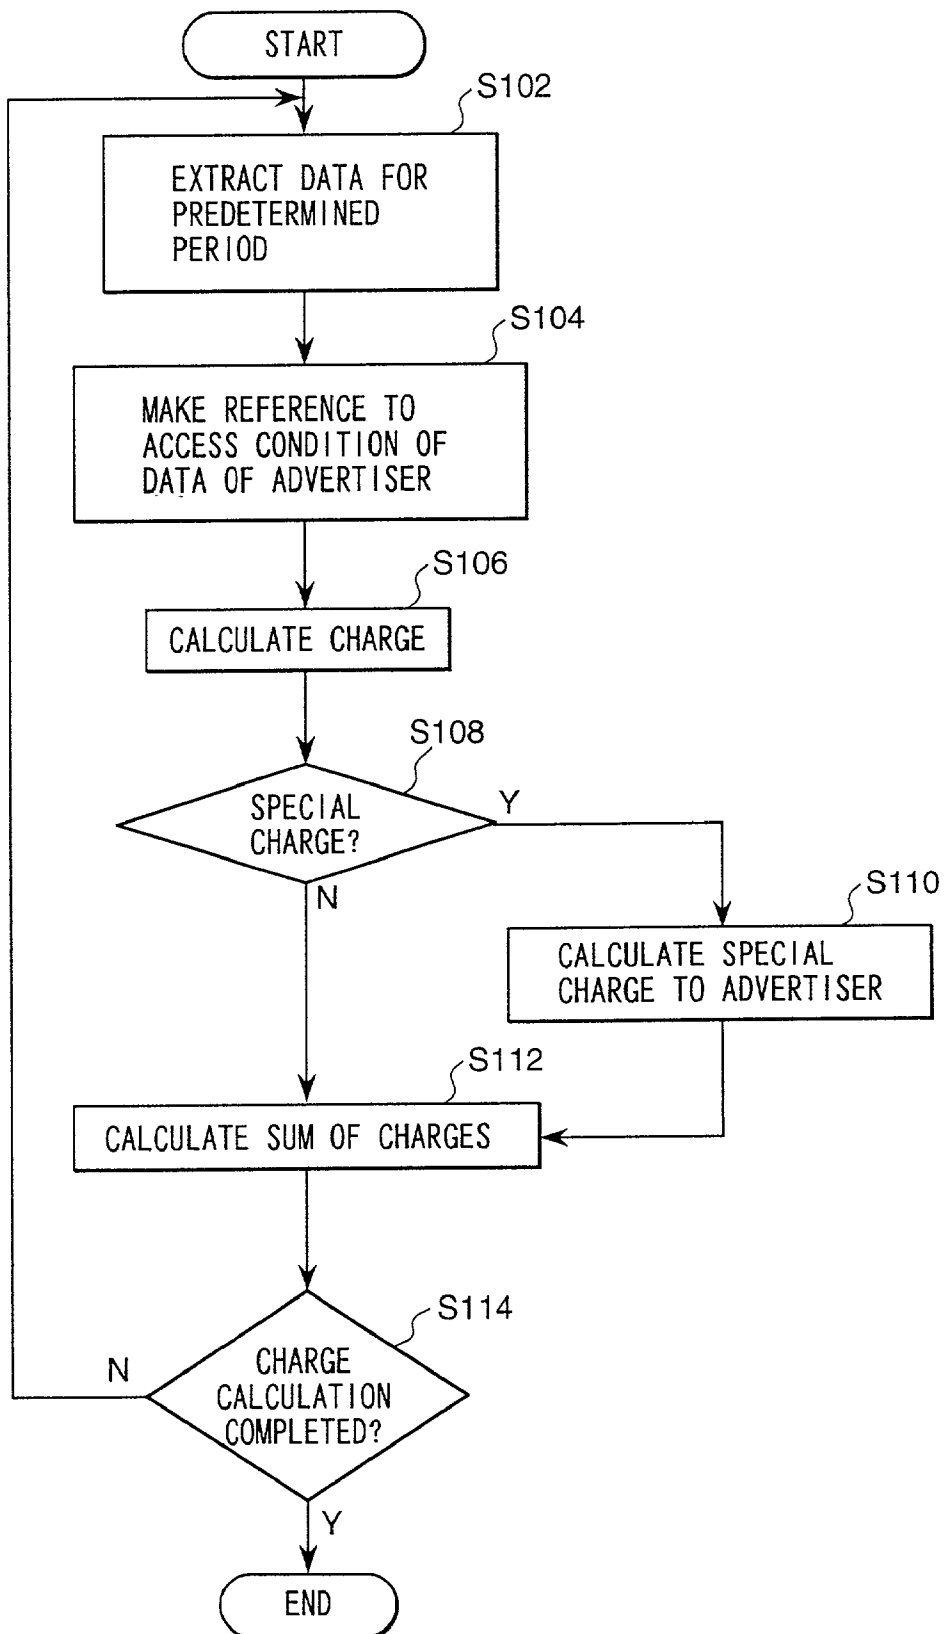 START
S102
EXTRACT DATA FOR
PREDETERMINED
PERIOD
S104
MAKE REFERENCE TO
ACCESS CONDITION OF
DATA OF ADVERTISER
S106
CALCULATE CHARGE
S108
SPECIAL
CHARGE?
Y
N
S110
CALCULATE SPECIAL
CHARGE TO ADVERTISER
S112
CALCULATE SUM OF CHARGES
S114
CHARGE
CALCULATION
COMPLETED?
N
Y
END